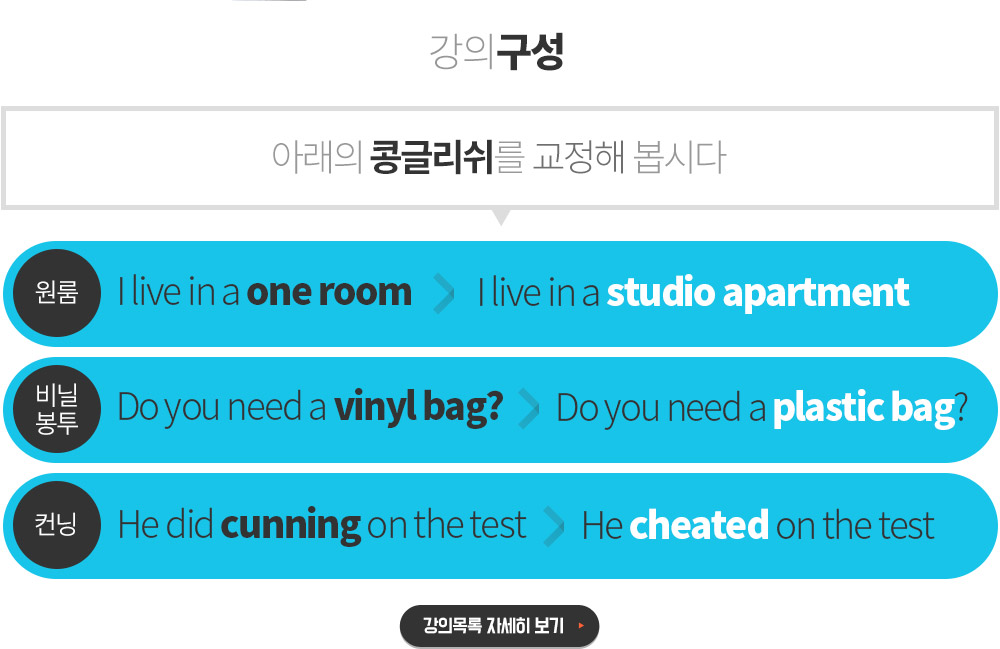 강의구성
아래의 콩글리쉬를 교정해 봅시다
원룸 I live in a one room I live in a studio apartment
비닐
봉투 Do you need a vinyl bag? Do you need a plastic bag?
컨닝 He did cunning on the test He cheated on the test
강의목록 자세히 보기